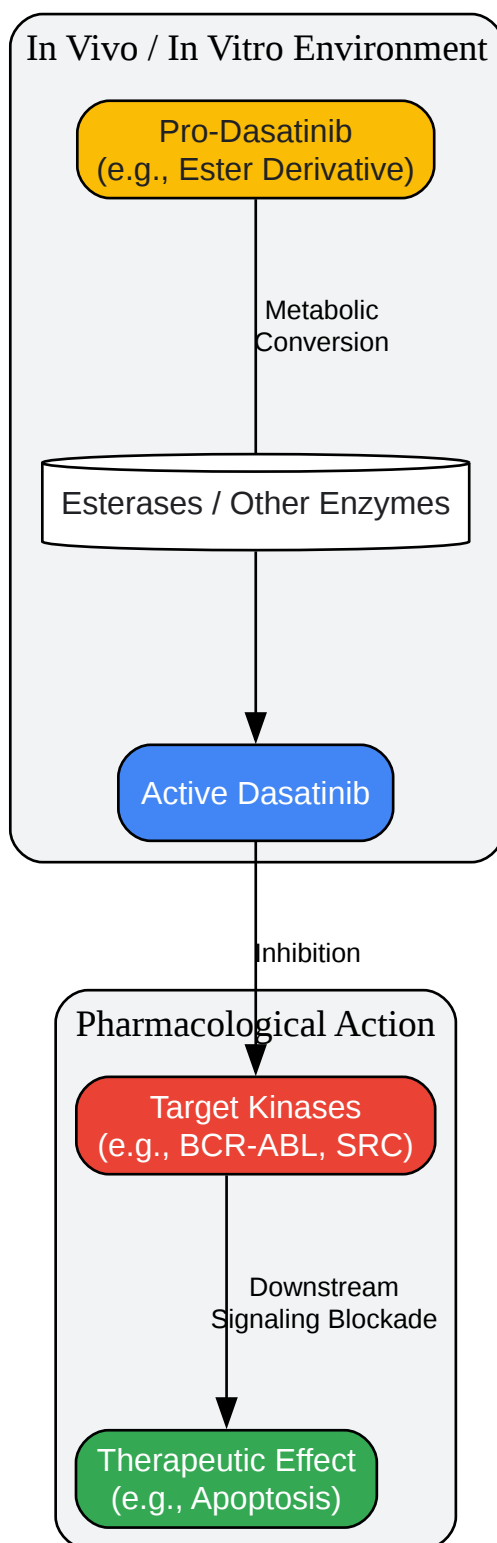 In Vivo / In Vitro Environment
Pro-Dasatinib
(e.g., Ester Derivative)
Metabolic
Conversion
Esterases / Other Enzymes
Active Dasatinib
Inhibition
Pharmacological Action
Target Kinases
(e.g., BCR-ABL, SRC)
Downstream
Signaling Blockade
Therapeutic Effect
(e.g., Apoptosis)